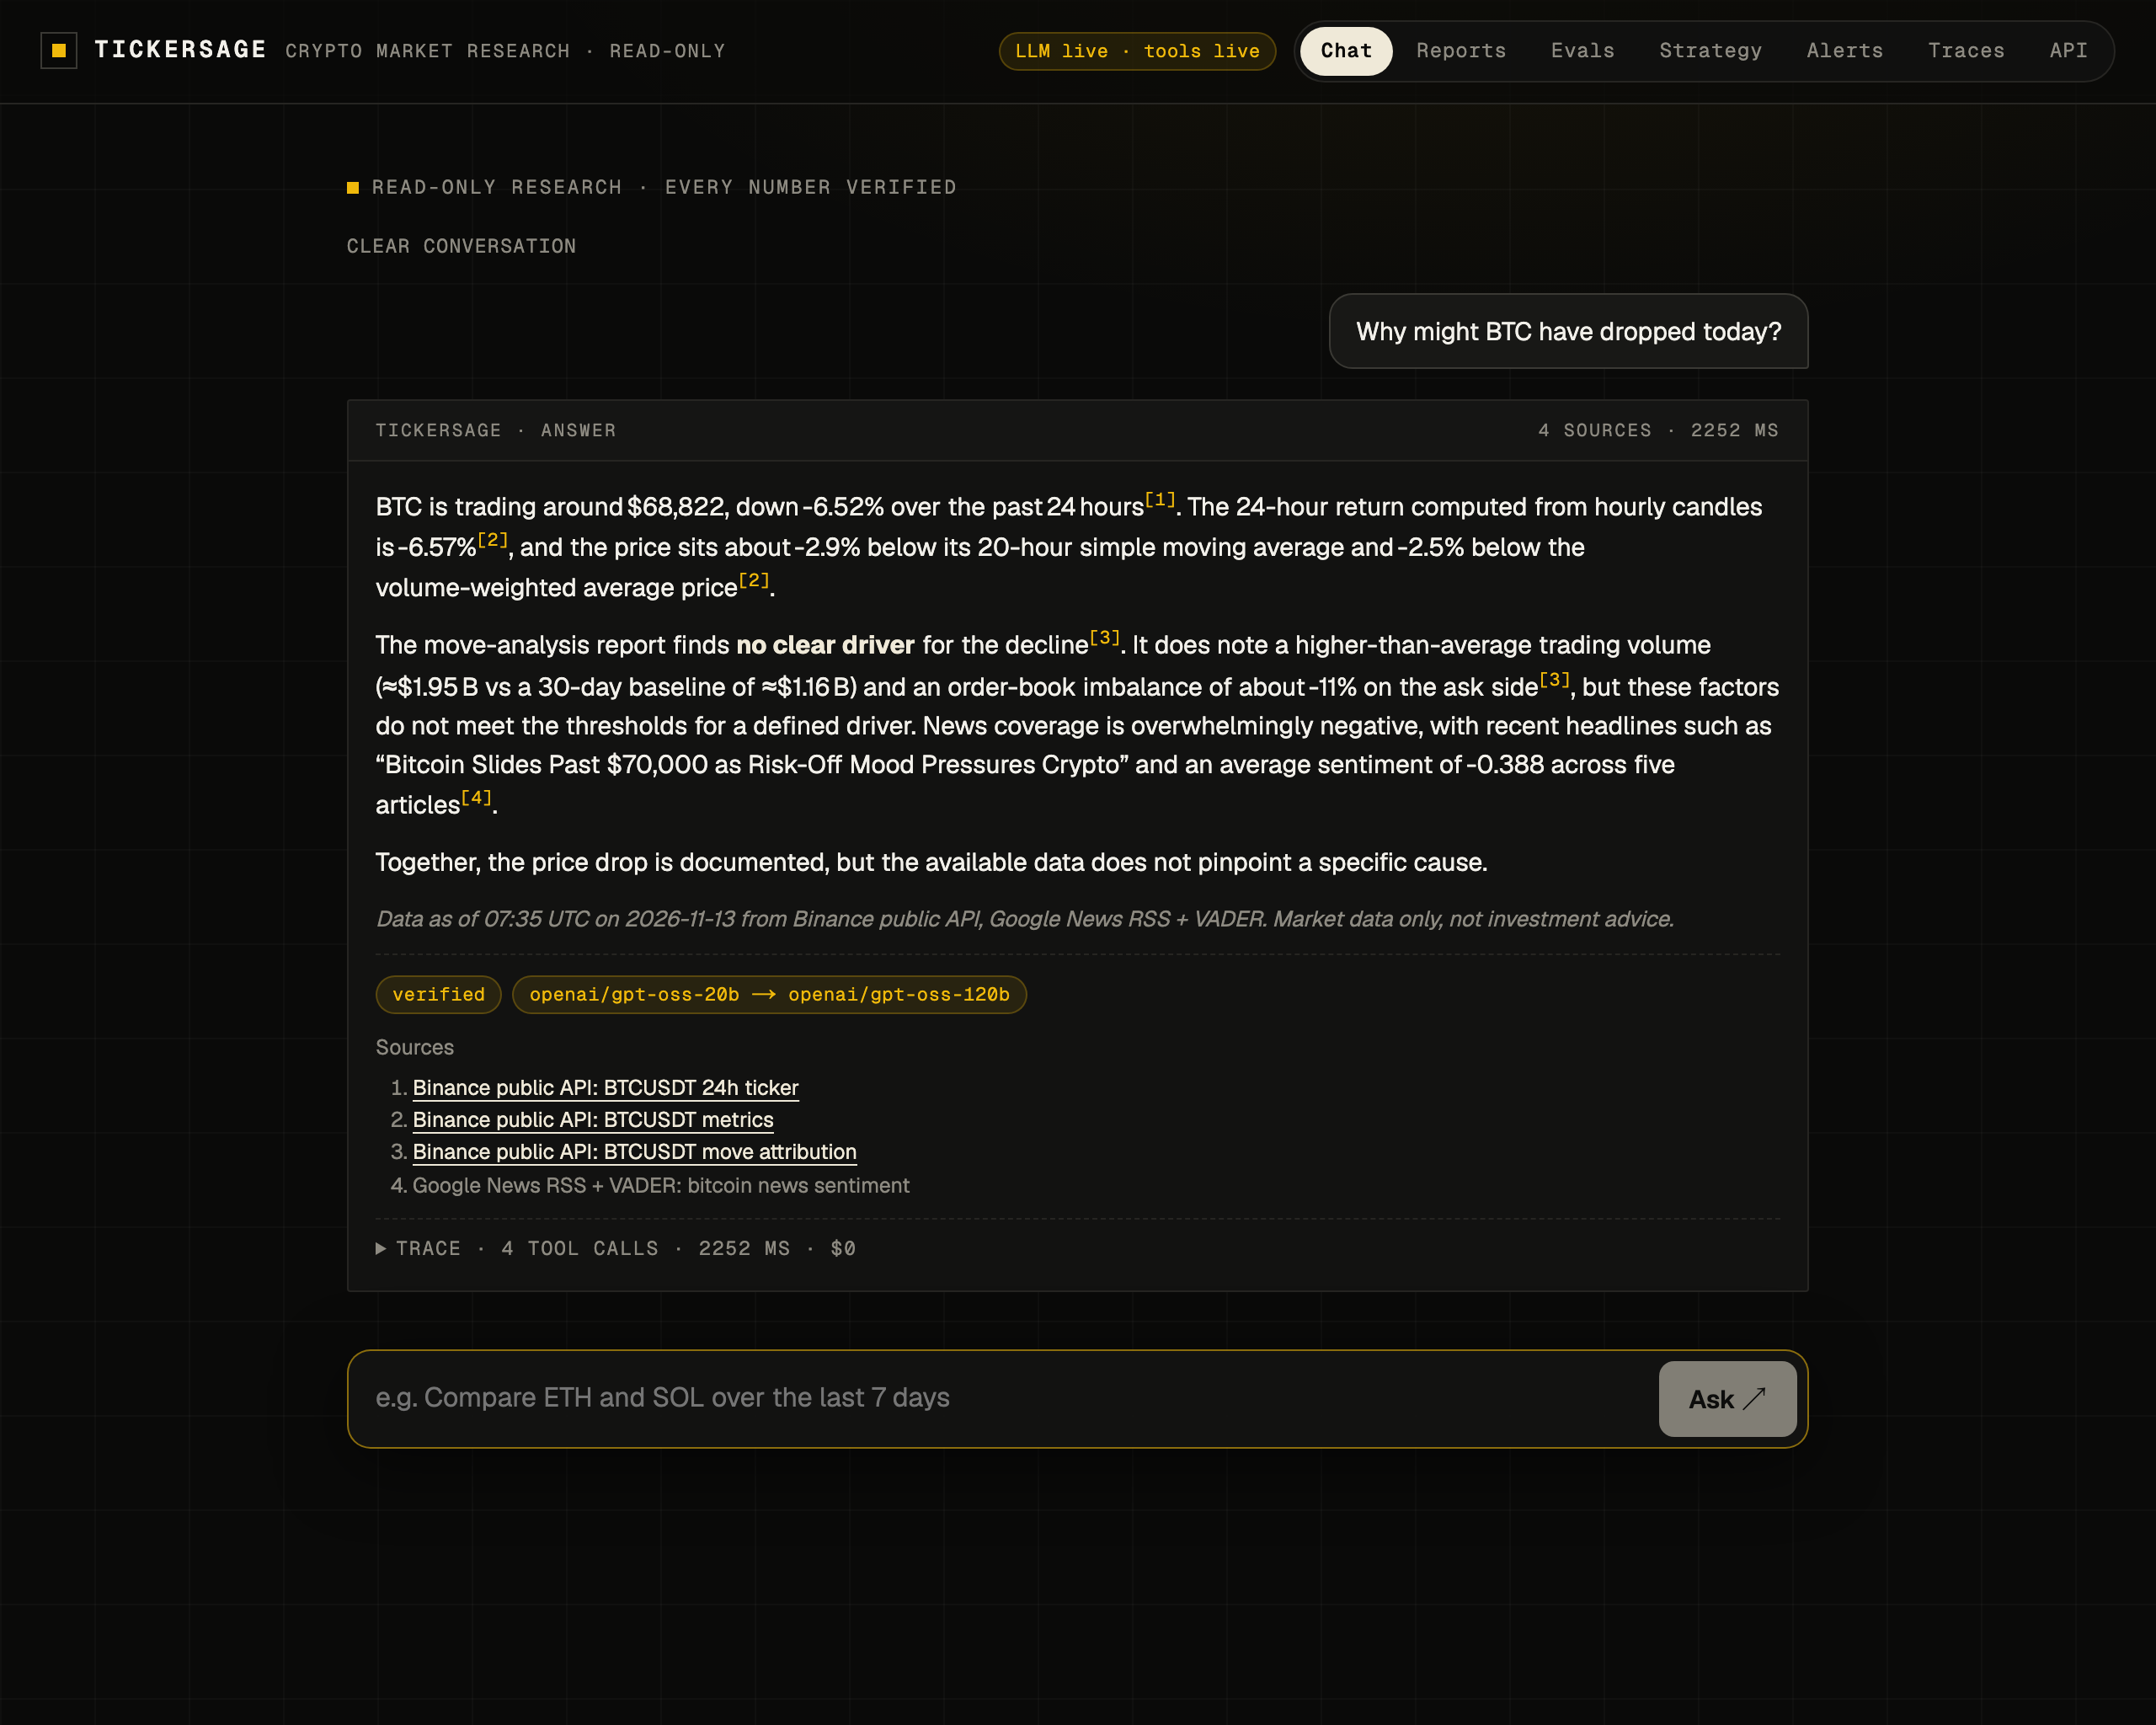 TICKERSAGE CRYPTO MARKET RESEARCH · READ-ONLY
LLM live · tools live
Chat Reports Evals Strategy Alerts Traces API
READ-ONLY RESEARCH · EVERY NUMBER VERIFIED
CLEAR CONVERSATION
Why might BTC have dropped today?
TICKERSAGE · ANSWER
4 SOURCES · 2252 MS
BTC is trading around $68,822, down -6.52% over the past 24 hours[1]. The 24-hour return computed from hourly candles
is -6.57%[2], and the price sits about -2.9% below its 20-hour simple moving average and -2.5% below the
volume-weighted average price[2].
The move-analysis report finds no clear driver for the decline[3]. It does note a higher-than-average trading volume
(≈$1.95 B vs a 30-day baseline of ≈$1.16 B) and an order-book imbalance of about -11% on the ask side[3], but these factors
do not meet the thresholds for a defined driver. News coverage is overwhelmingly negative, with recent headlines such as
“Bitcoin Slides Past $70,000 as Risk-Off Mood Pressures Crypto” and an average sentiment of -0.388 across five
articles[4].
Together, the price drop is documented, but the available data does not pinpoint a specific cause.
Data as of 07:35 UTC on 2026-11-13 from Binance public API, Google News RSS + VADER. Market data only, not investment advice.
verified
openai/gpt-oss-20b → openai/gpt-oss-120b
Sources
1. Binance public API: BTCUSDT 24h ticker
2. Binance public API: BTCUSDT metrics
3. Binance public API: BTCUSDT move attribution
4. Google News RSS + VADER: bitcoin news sentiment
▶ TRACE · 4 TOOL CALLS · 2252 MS · $0
e.g. Compare ETH and SOL over the last 7 days
Ask ↗